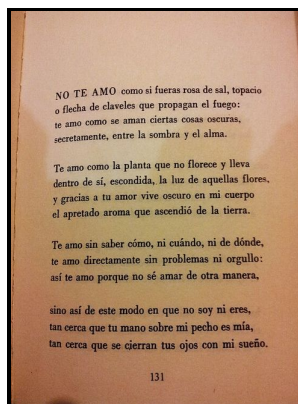 NO TE AMO como si fueras rosa de sal, topacio
o flecha de claveles que propagan el fuego:
te amo como se aman ciertas cosas oscuras,
secretamente, entre la sombra y el alma.
Te amo como la planta que no florece y lleva
dentro de sí, escondida, la luz de aquellas flores,
y gracias a tu amor vive oscuro en mi cuerpo
el apretado aroma que ascendió de la tierra.
Te amo sin saber cómo, ni cuándo, ni de dónde,
te amo directamente sin problemas ni orgullo:
así te amo porque no sé amar de otra manera,
sino así de este modo en que no soy ni eres,
tan cerca que tu mano sobre mi pecho es mía,
tan cerca que se cierran tus ojos con mi sueño.
131